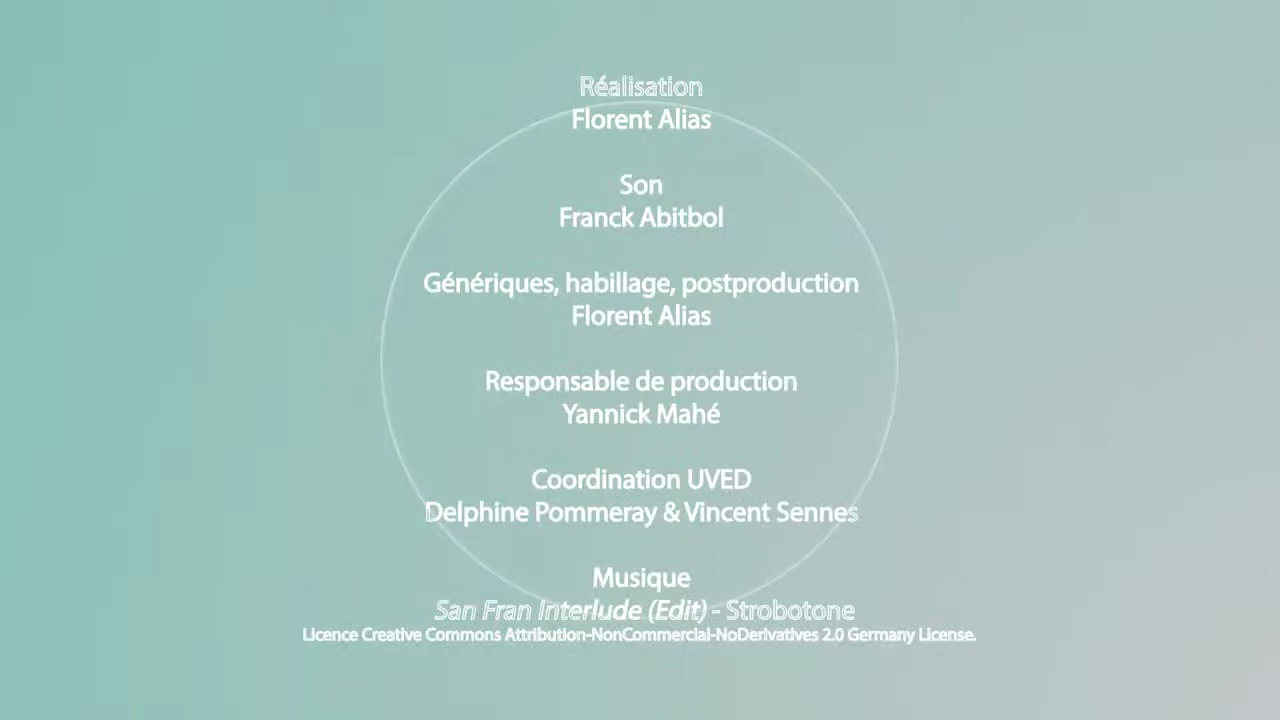 Réalisation
Florent Alias
Son
Franck Abitbol
Génériques, habillage, postproduction
Florent Alias
Responsable de production
Yannick Mahé
Coordination UVED
Delphine Pommeray & Vincent Sennes
Musique
San Fran Interlude (Edit) - Strobotone
Licence Creative Commons Attribution-NonCommercial-NoDerivatives 2.0 Germany License.